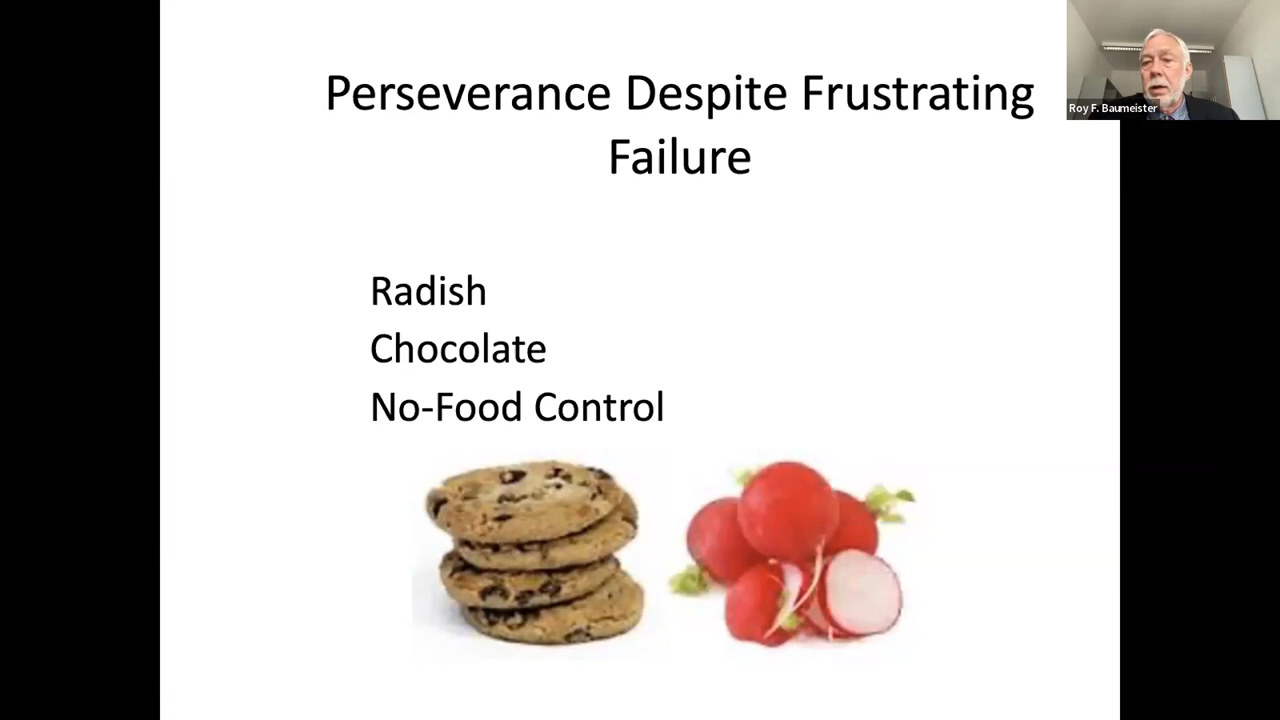 Perseverance Despite Frustrating
Failure
Roy F. Baumeister
Radish
Chocolate
No-Food Control